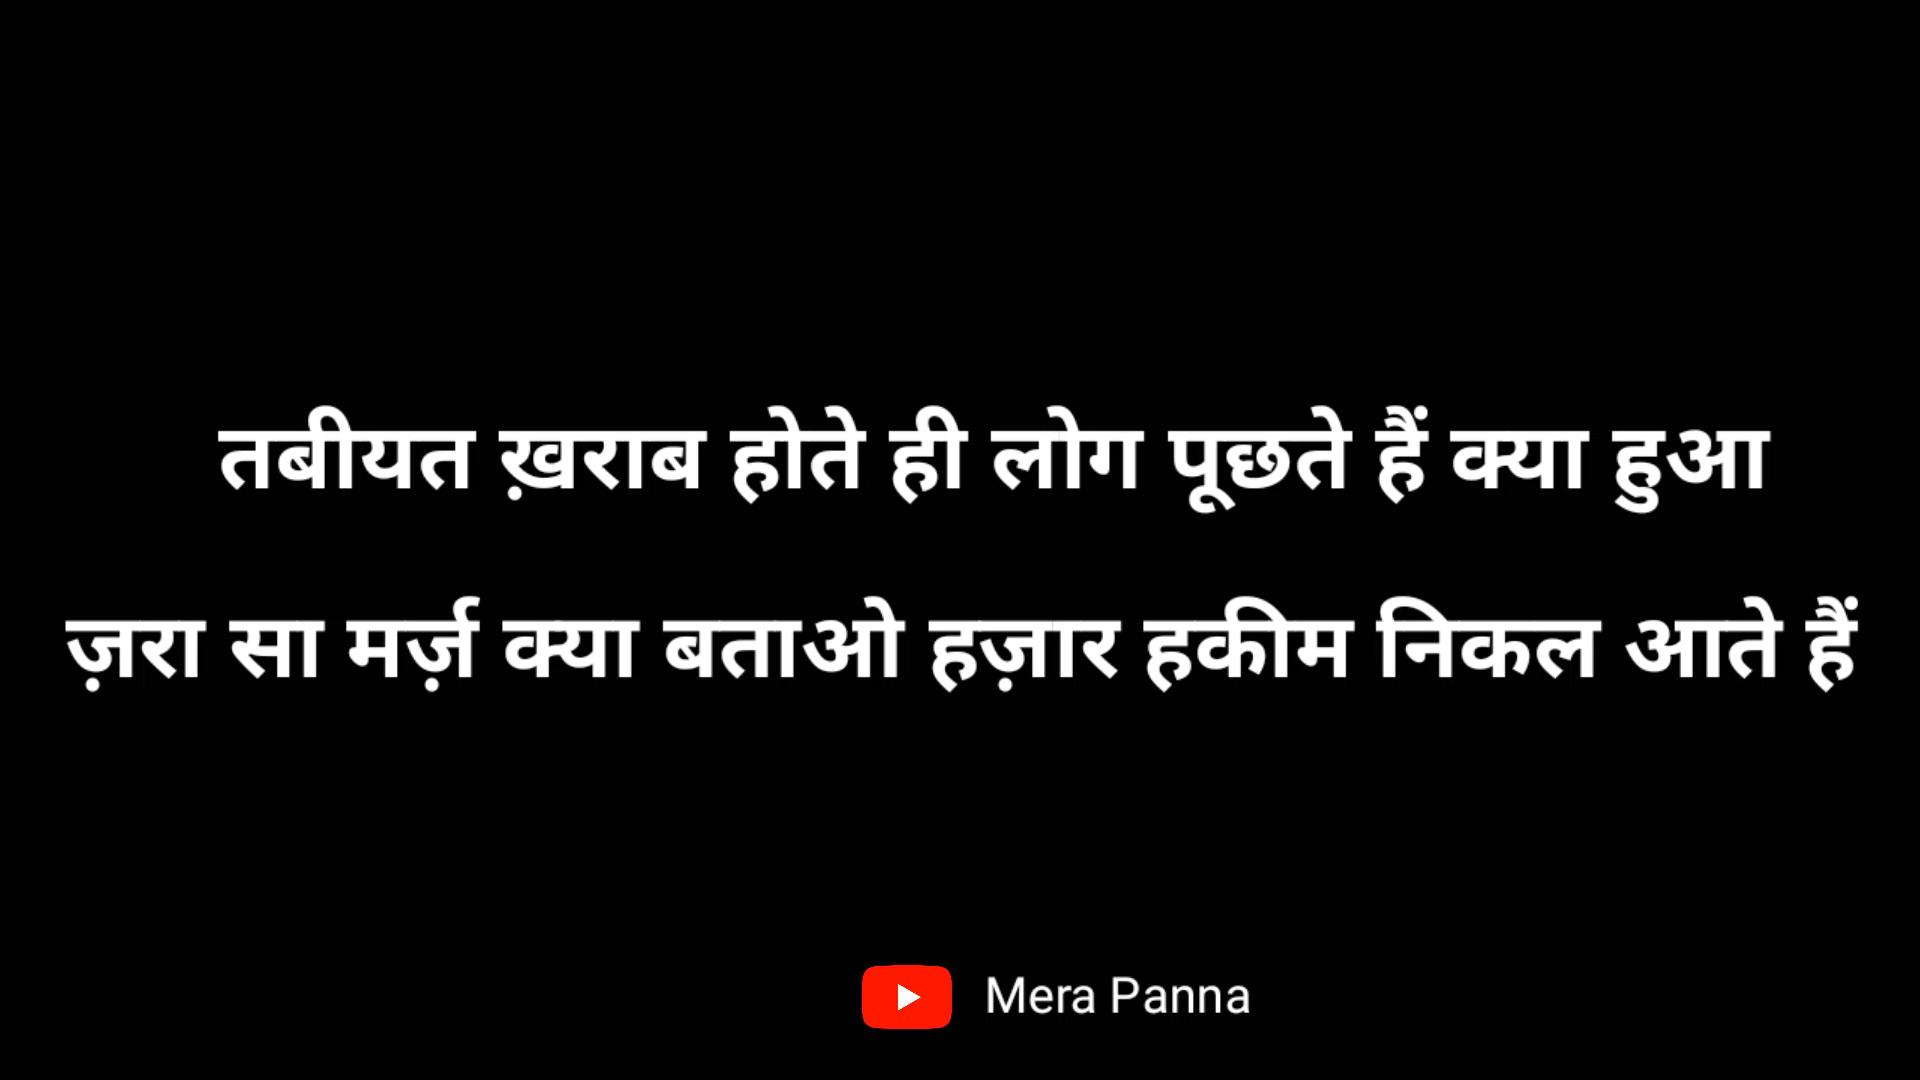 तबीयत ख़राब होते ही लोग पूछते हैं क्या हुआ
ज़रा सा मर्ज़ क्या बताओ हज़ार हकीम निकल आते हैं
Mera Panna